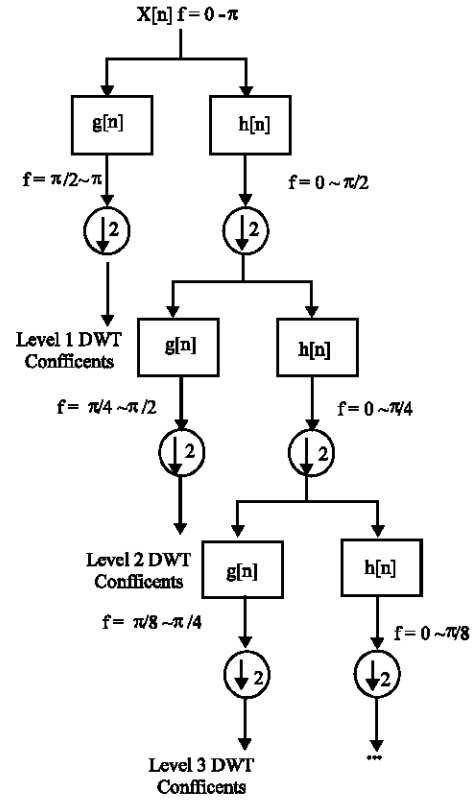 X[n] f = 0 - π
g[n]
h[n]
f = π/2~π
f = 0 ~ π/2
2
2
Level 1 DWT
Confficents
g[n]
h[n]
f = π/4 ~π/2
f = 0 ~π/4
2
2
Level 2 DWT
Confficents
g[n]
h[n]
f = π/8 ~π/4
f = 0 ~π/8
2
2
...
Level 3 DWT
Confficents